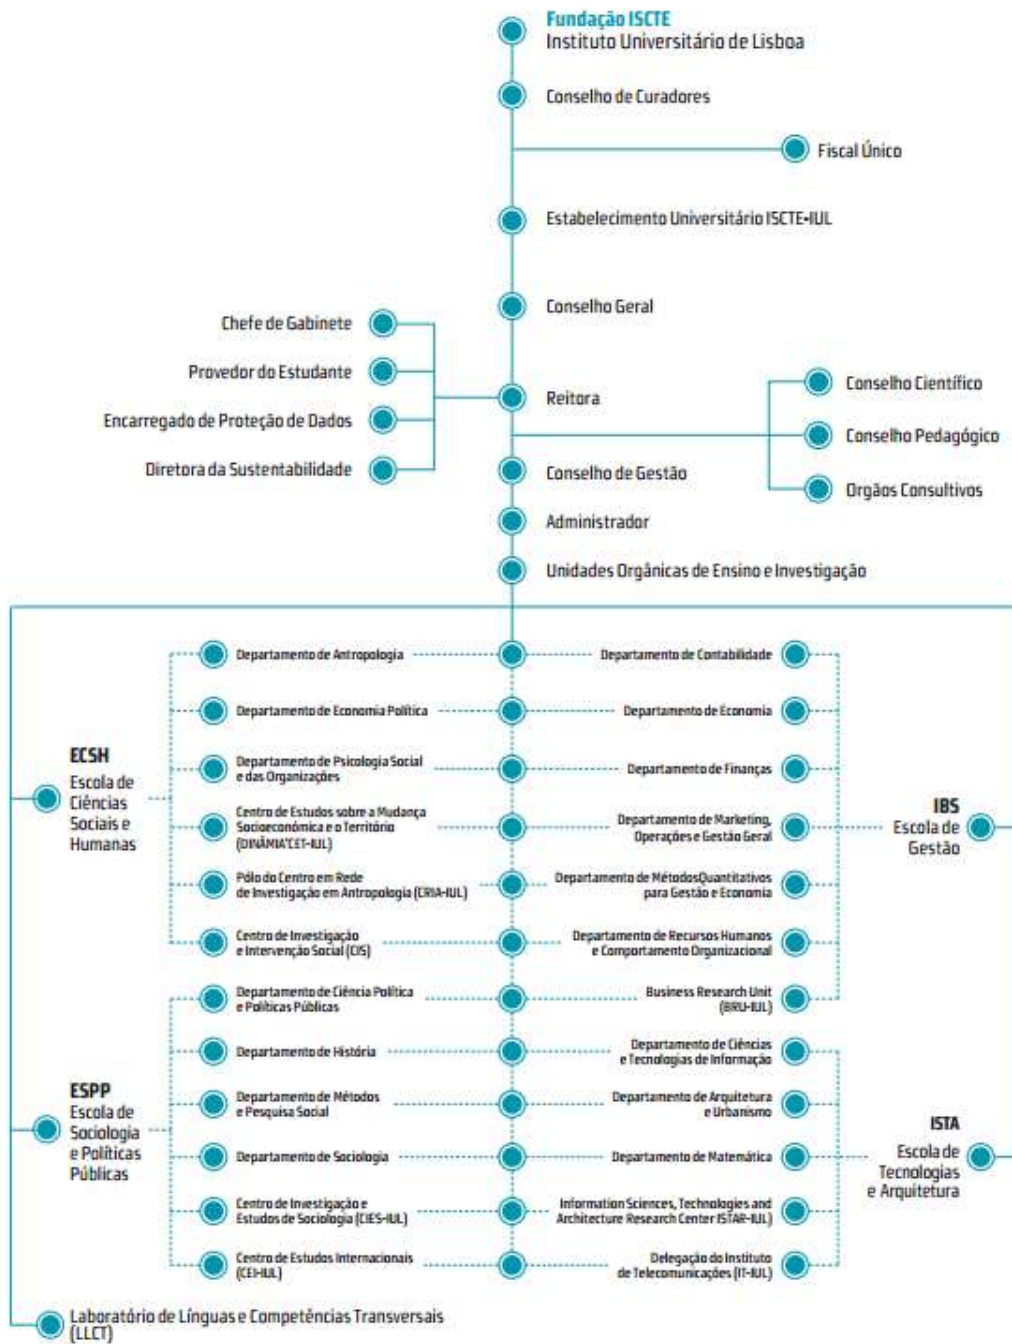 Fundação ISCTE
Instituto Universitário de Lisboa
Conselho de Curadores
Fiscal Único
Estabelecimento Universitário ISCTE-IUL
Conselho Geral
Chefe de Gabinete
Provedor do Estudante
Encarregado de Proteção de Dados
Diretora da Sustentabilidade
Reitora
Conselho Científico
Conselho Pedagógico
Orgãos Consultivos
Conselho de Gestão
Administrador
Unidades Orgânicas de Ensino e Investigação
ECSH
Escola de
Ciências
Sociais e
Humanas
Departamento de Antropologia
Departamento de Economia Política
Departamento de Psicologia Social
e das Organizações
Centro de Estudos sobre a Mudança
Socioeconómica e o Território
(DINÂMIA'CET-IUL)
Pólo do Centro em Rede
de Investigação em Antropologia (CRIA-IUL)
Centro de Investigação
e Intervenção Social (CIS)
Departamento de Contabilidade
Departamento de Economia
Departamento de Finanças
Departamento de Marketing,
Operações e Gestão Geral
Departamento de MétodosQuantitativos
para Gestão e Economia
Departamento de Recursos Humanos
e Comportamento Organizacional
Business Research Unit
(BRU-IUL)
IBS
Escola de
Gestão
ESPP
Escola de
Sociologia
e Políticas
Públicas
Departamento de Ciência Política
e Políticas Públicas
Departamento de História
Departamento de Métodos
e Pesquisa Social
Departamento de Sociologia
Centro de Investigação e
Estudos de Sociologia (CIES-IUL)
Centro de Estudos Internacionais
(CEI-IUL)
Departamento de Ciências
e Tecnologias de Informação
Departamento de Arquitetura
e Urbanismo
Departamento de Matemática
Information Sciences, Technologies and
Architecture Research Center ISTAR-IUL)
Delegação do Instituto
de Telecomunicações (IT-IUL)
ISTA
Escola de
Tecnologias
e Arquitetura
Laboratório de Línguas e Competências Transversais
(LLCT)